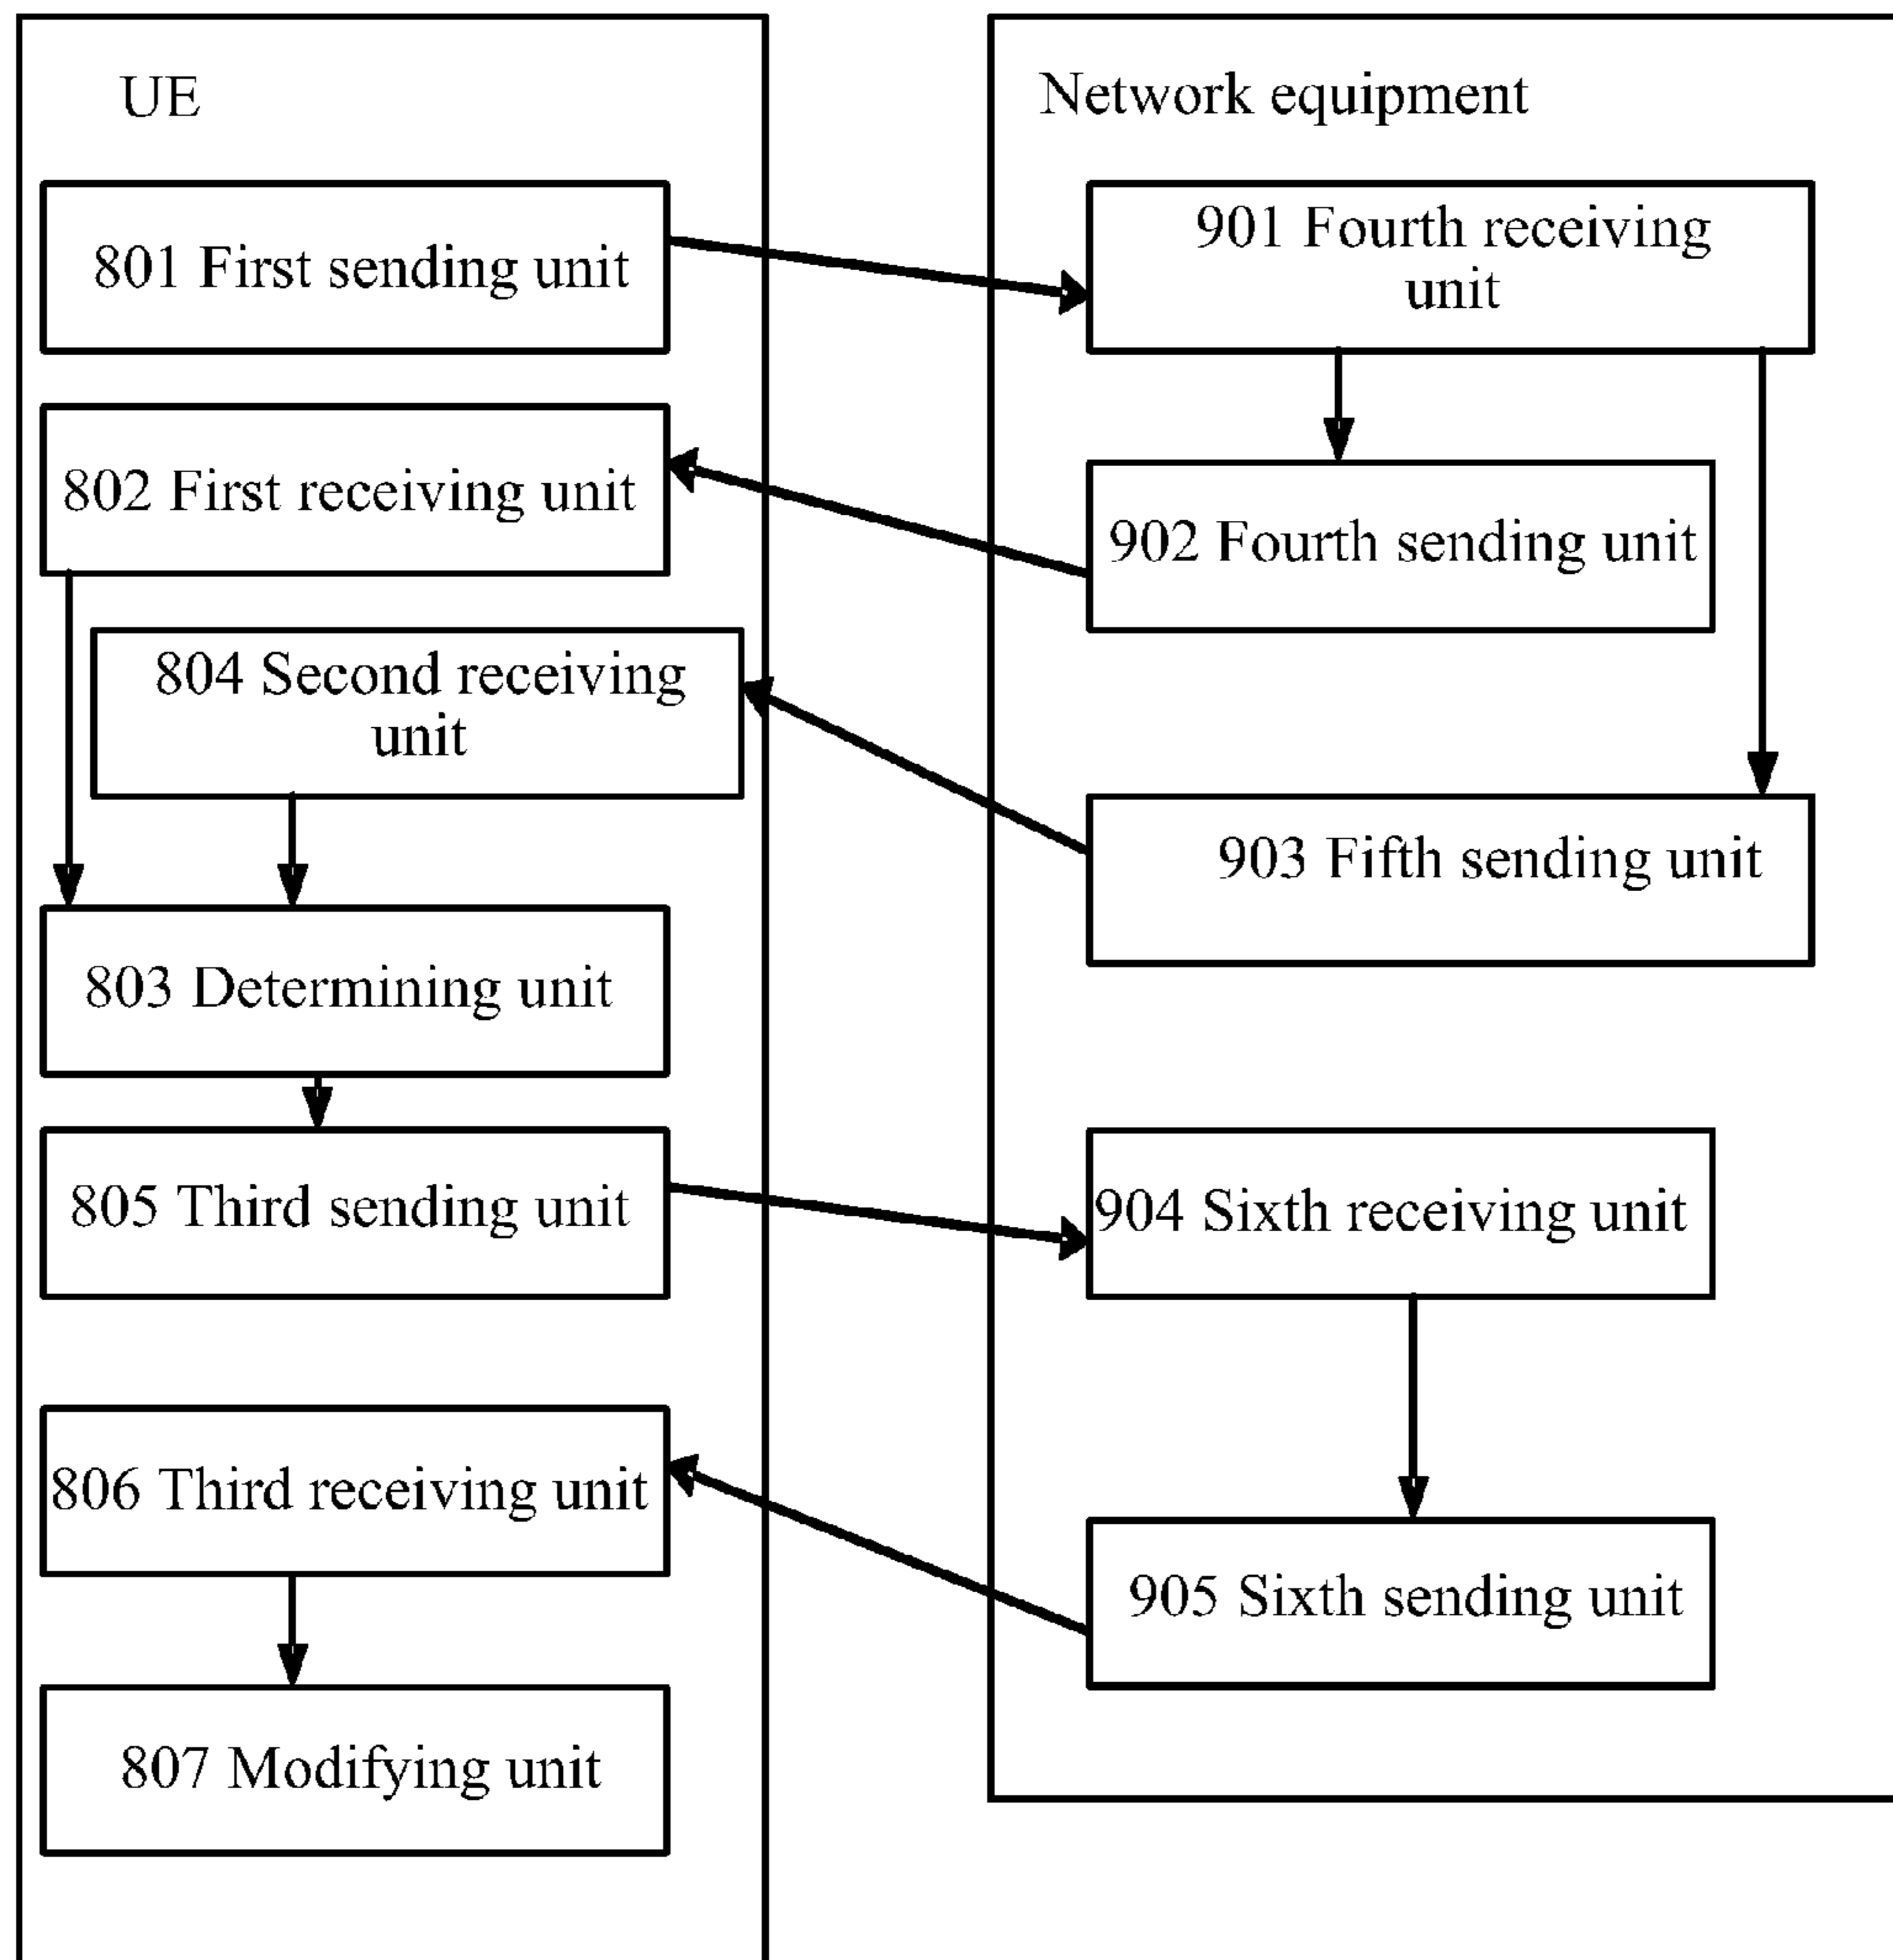 UE
801 First sending unit
802 First receiving unit
804 Second receiving
unit
803 Determining unit
805 Third sending unit
806 Third receiving unit
807 Modifying unit
Network equipment
901 Fourth receiving
unit
902 Fourth sending unit
903 Fifth sending unit
904 Sixth receiving unit
905 Sixth sending unit